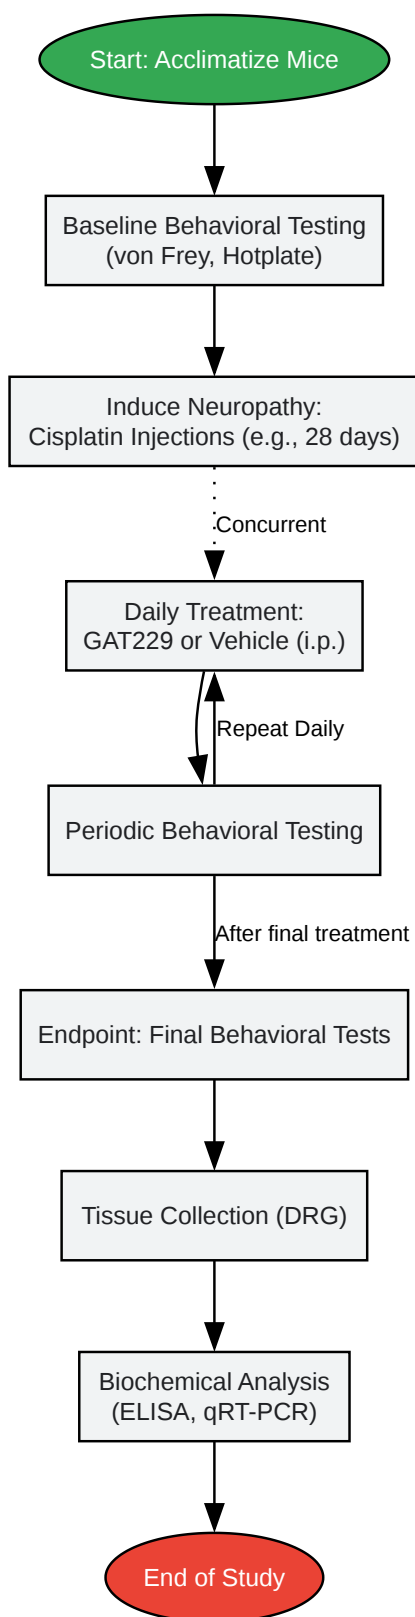 Start: Acclimatize Mice
Baseline Behavioral Testing
(von Frey, Hotplate)
Induce Neuropathy:
Cisplatin Injections (e.g., 28 days)
Concurrent
Daily Treatment:
GAT229 or Vehicle (i.p.)
Repeat Daily
Periodic Behavioral Testing
After final treatment
Endpoint: Final Behavioral Tests
Tissue Collection (DRG)
Biochemical Analysis
(ELISA, qRT-PCR)
End of Study